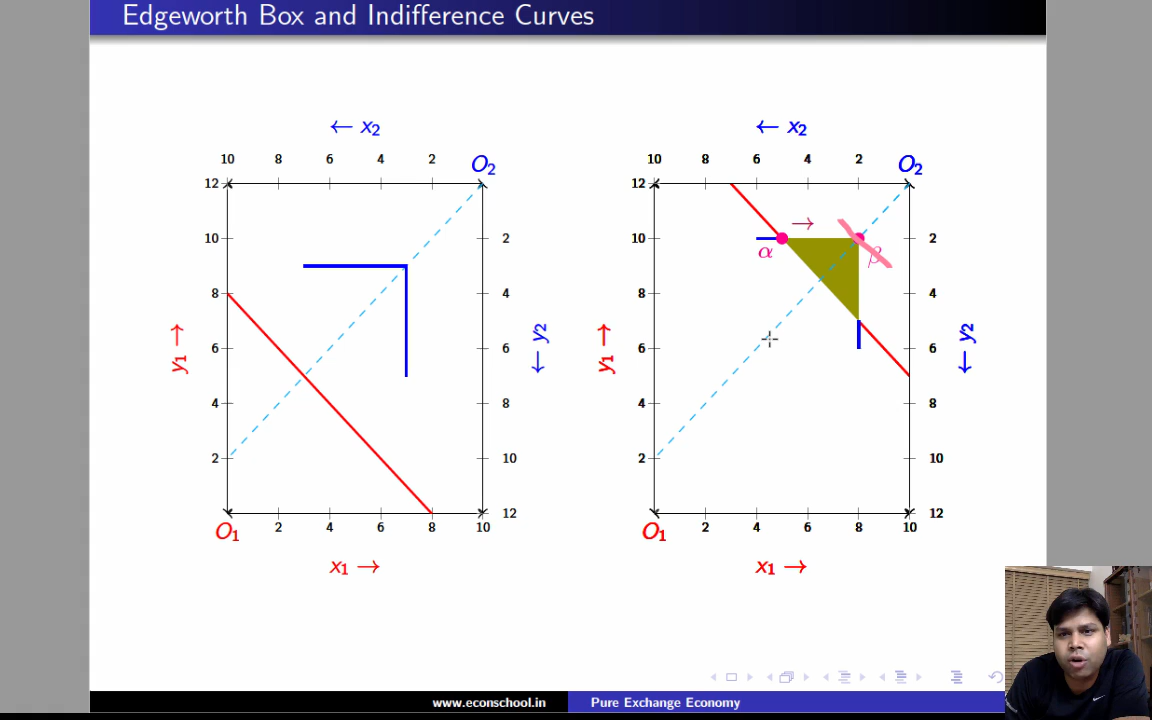 Edgeworth Box and Indifference Curves
← x₂
10 8 6 4 2 O₂
12
10 2
8 4
6 6
4 8
2 10
12
O₁ 2 4 6 8 10
x₁ →
y₁ →
← y₂
← x₂
10 8 6 4 2 O₂
12
→
10 2
α β
8 4
6 6
4 8
2 10
12
O₁ 2 4 6 8 10
x₁ →
y₁ →
← y₂
www.econschool.in Pure Exchange Economy